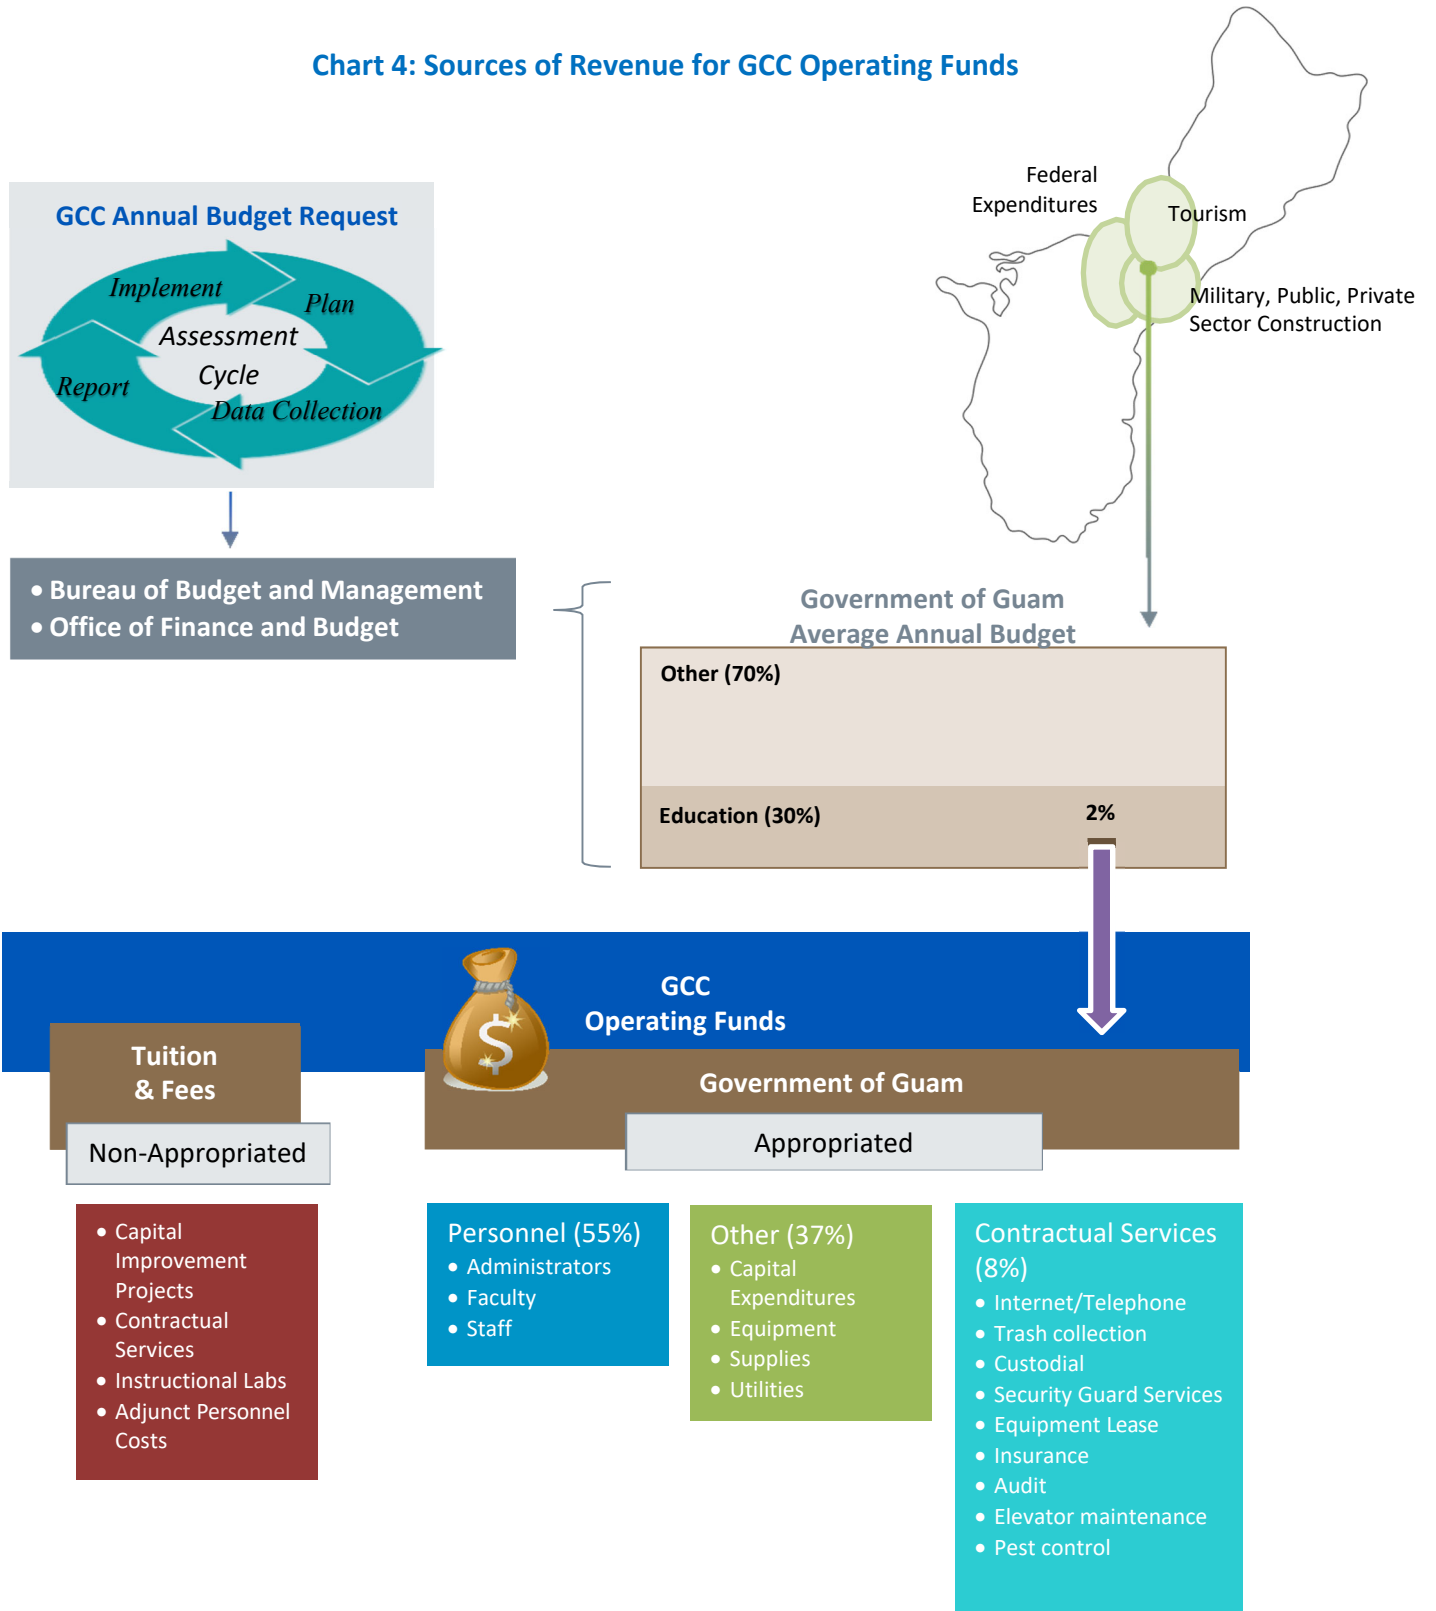 Chart 4: Sources of Revenue for GCC Operating Funds
Federal
Expenditures
Tourism
Military, Public, Private
Sector Construction
GCC Annual Budget Request
Implement
Plan
Assessment
Cycle
Report
Data Collection
• Bureau of Budget and Management
• Office of Finance and Budget
Government of Guam
Average Annual Budget
Other (70%)
Education (30%)
2%
GCC
Operating Funds
$
Tuition
& Fees
Non-Appropriated
Government of Guam
Appropriated
• Capital
Improvement
Projects
• Contractual
Services
• Instructional Labs
• Adjunct Personnel
Costs
Personnel (55%)
• Administrators
• Faculty
• Staff
Other (37%)
• Capital
Expenditures
• Equipment
• Supplies
• Utilities
Contractual Services
(8%)
• Internet/Telephone
• Trash collection
• Custodial
• Security Guard Services
• Equipment Lease
• Insurance
• Audit
• Elevator maintenance
• Pest control